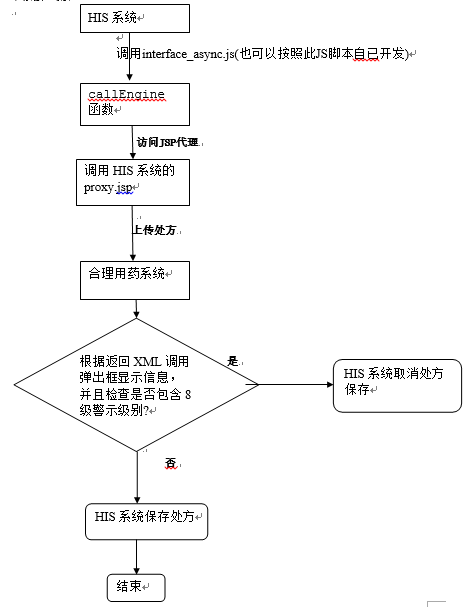 HIS 系统
调用interface_async.js(也可以按照此JS脚本自已开发)
callEngine
函数
访问JSP代理
调用 HIS 系统的
proxy.jsp
上传处方
合理用药系统
根据返回 XML 调用
弹出框显示信息，
并且检查是否包含 8
级警示级别?
是
HIS 系统取消处方
保存
否
HIS 系统保存处方
结束